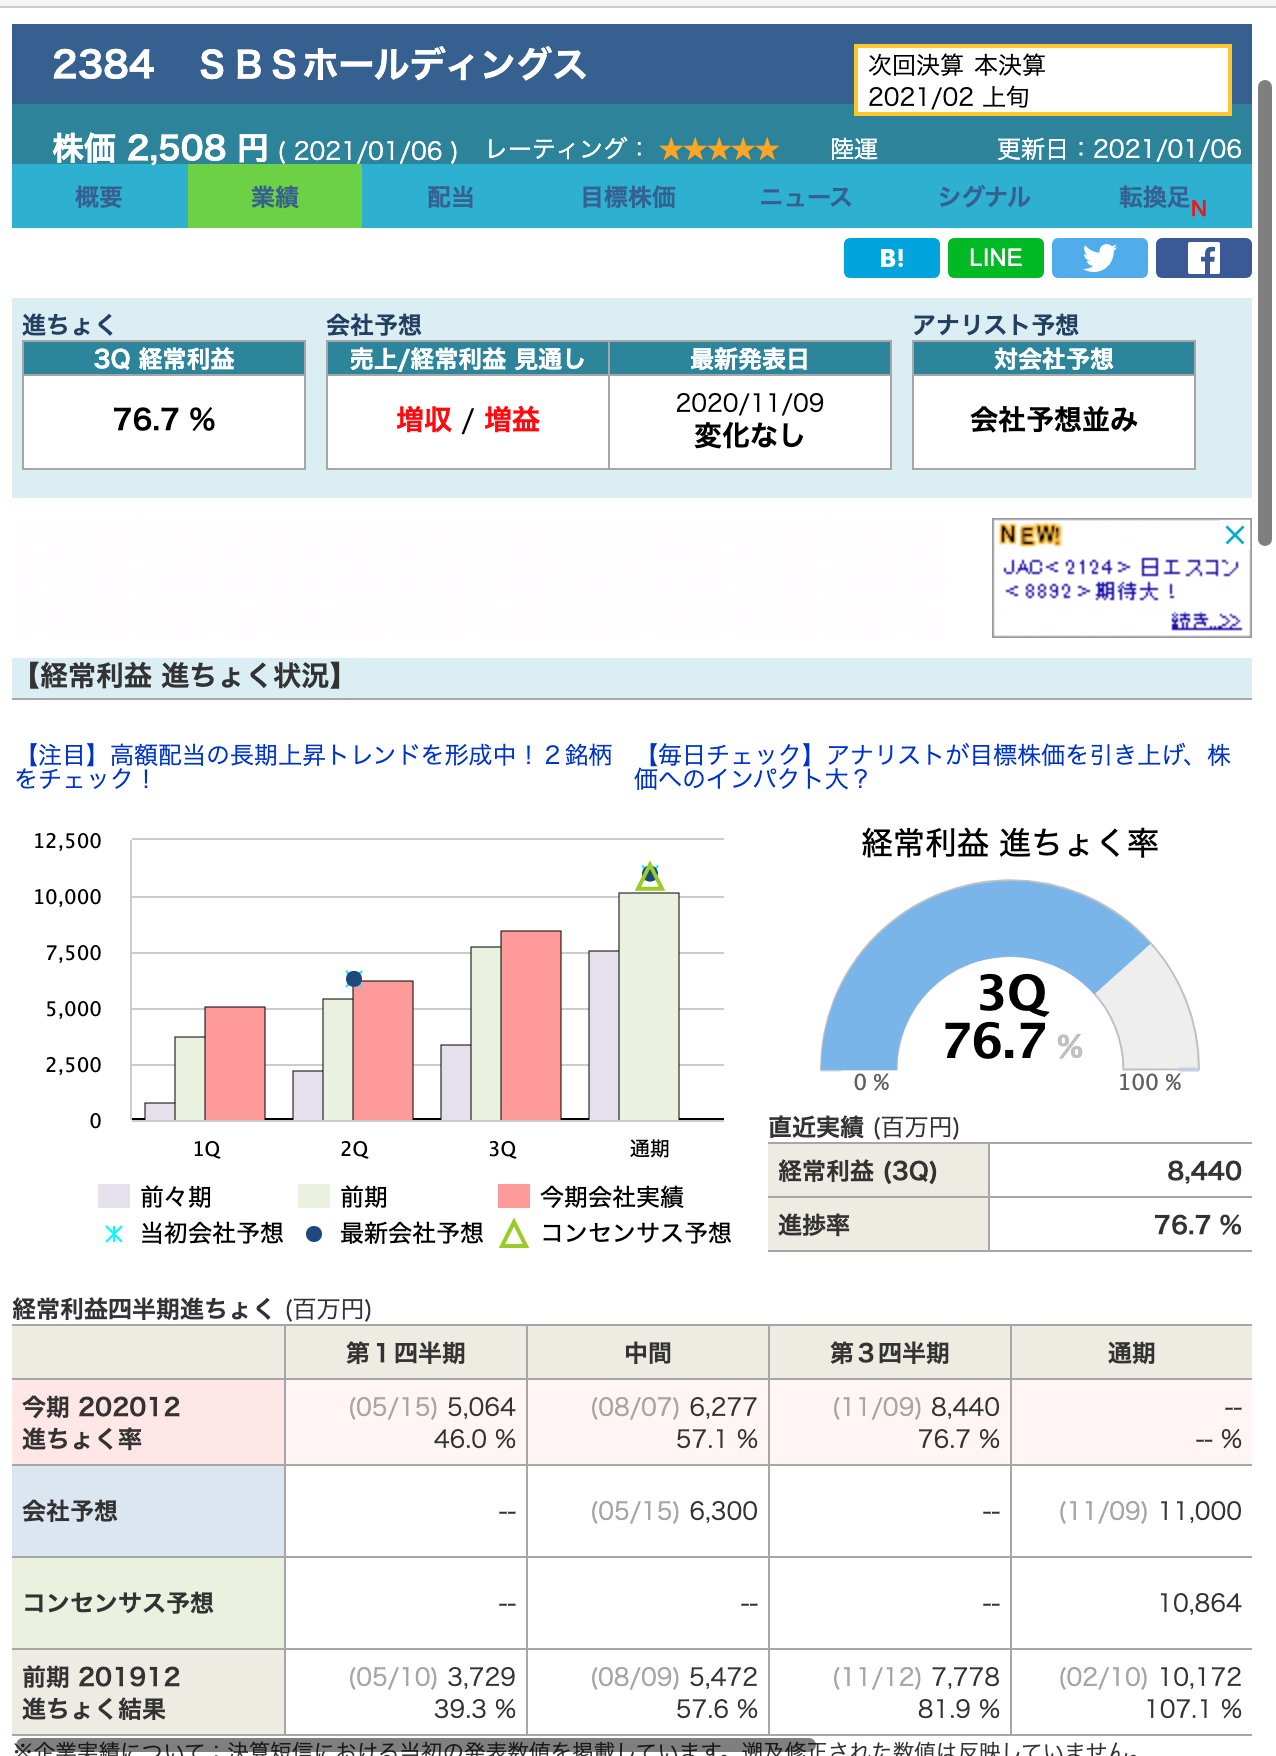 2384　ＳＢＳホールディングス
次回決算 本決算
2021/02 上旬
株価 2,508 円 ( 2021/01/06 )　レーティング： ★★★★★　陸運　更新日：2021/01/06
概要　業績　配当　目標株価　ニュース　シグナル　転換足N
B!　LINE
進ちょく　会社予想　アナリスト予想
3Q 経常利益　売上/経常利益 見通し　最新発表日　対会社予想
76.7 %　増収 / 増益　2020/11/09　会社予想並み
変化なし
NEW!
JAC<2124> 日エスコン
<8892>期待大！
続き..>>
【経常利益 進ちょく状況】
【注目】高額配当の長期上昇トレンドを形成中！２銘柄
をチェック！
【毎日チェック】アナリストが目標株価を引き上げ、株
価へのインパクト大？
12,500
10,000
7,500
5,000
2,500
0
1Q　2Q　3Q　通期
前々期　前期　今期会社実績
当初会社予想　最新会社予想　コンセンサス予想
経常利益 進ちょく率
3Q
76.7 %
0 %　100 %
直近実績 (百万円)
経常利益 (3Q)　8,440
進捗率　76.7 %
経常利益四半期進ちょく (百万円)
第１四半期　中間　第３四半期　通期
今期 202012　(05/15) 5,064　(08/07) 6,277　(11/09) 8,440　--
進ちょく率　46.0 %　57.1 %　76.7 %　-- %
会社予想　--　(05/15) 6,300　--　(11/09) 11,000
コンセンサス予想　--　--　--　10,864
前期 201912　(05/10) 3,729　(08/09) 5,472　(11/12) 7,778　(02/10) 10,172
進ちょく結果　39.3 %　57.6 %　81.9 %　107.1 %
※企業実績について：決算短信における当初の発表数値を掲載しています。遡及修正された数値は反映していません。